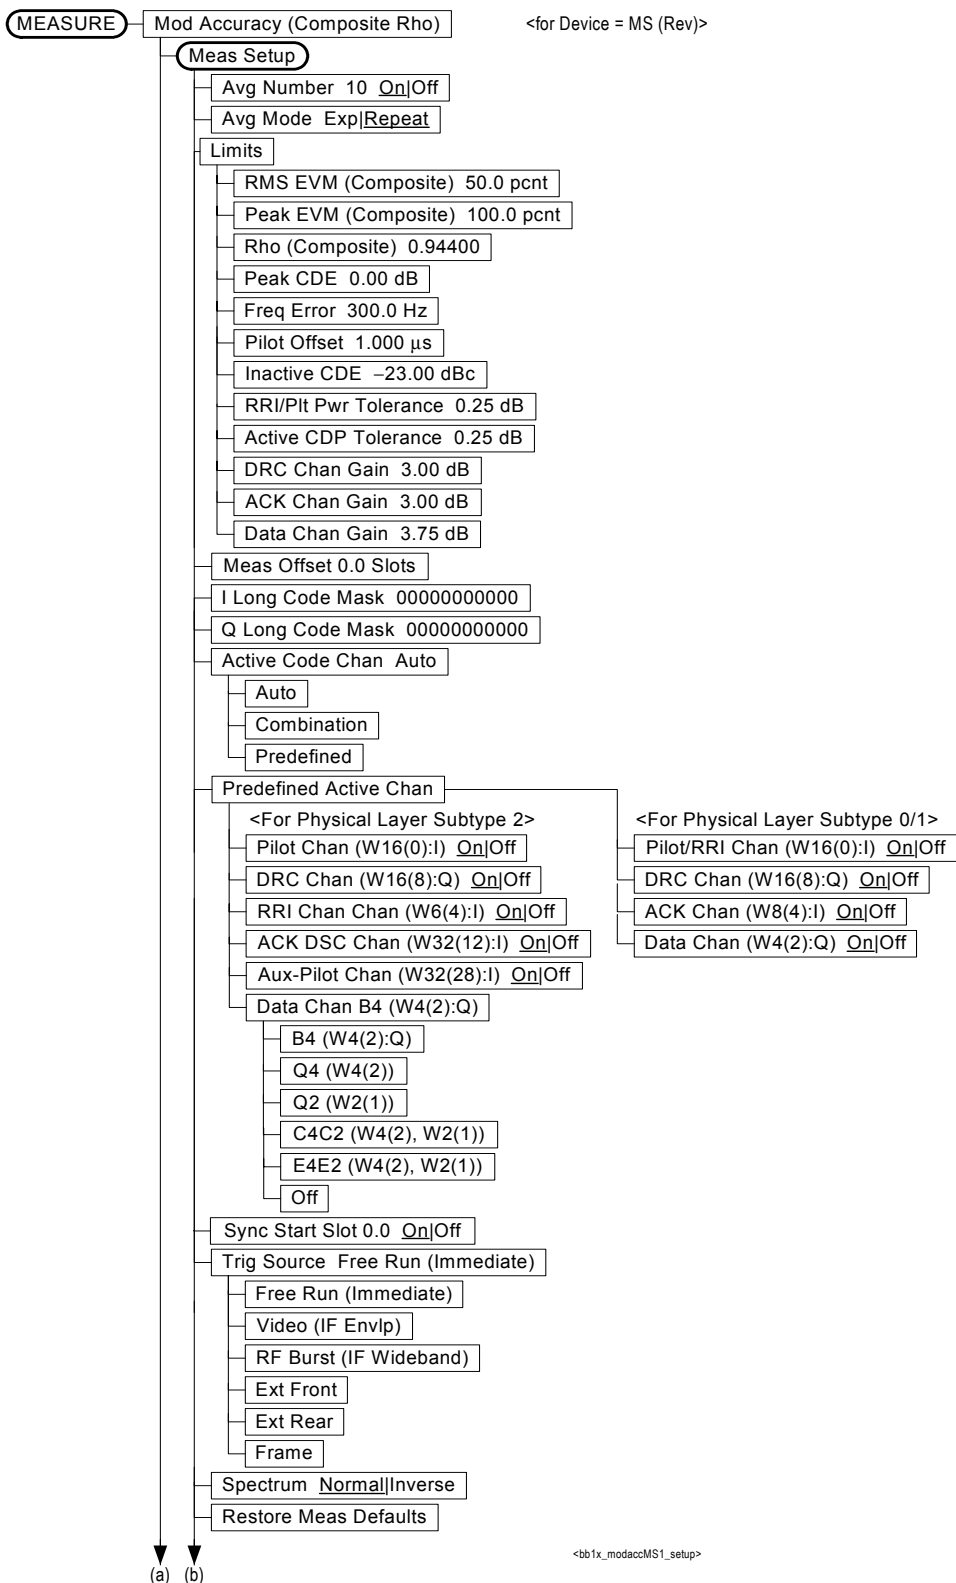 MEASURE Mod Accuracy (Composite Rho) <for Device = MS (Rev)>
Meas Setup
Avg Number 10 On|Off
Avg Mode Exp|Repeat
Limits
RMS EVM (Composite) 50.0 pcnt
Peak EVM (Composite) 100.0 pcnt
Rho (Composite) 0.94400
Peak CDE 0.00 dB
Freq Error 300.0 Hz
Pilot Offset 1.000 μs
Inactive CDE –23.00 dBc
RRI/Plt Pwr Tolerance 0.25 dB
Active CDP Tolerance 0.25 dB
DRC Chan Gain 3.00 dB
ACK Chan Gain 3.00 dB
Data Chan Gain 3.75 dB
Meas Offset 0.0 Slots
I Long Code Mask 00000000000
Q Long Code Mask 00000000000
Active Code Chan Auto
Auto
Combination
Predefined
Predefined Active Chan
<For Physical Layer Subtype 2>
Pilot Chan (W16(0):I) On|Off
DRC Chan (W16(8):Q) On|Off
RRI Chan Chan (W6(4):I) On|Off
ACK DSC Chan (W32(12):I) On|Off
Aux-Pilot Chan (W32(28):I) On|Off
Data Chan B4 (W4(2):Q)
B4 (W4(2):Q)
Q4 (W4(2))
Q2 (W2(1))
C4C2 (W4(2), W2(1))
E4E2 (W4(2), W2(1))
Off
<For Physical Layer Subtype 0/1>
Pilot/RRI Chan (W16(0):I) On|Off
DRC Chan (W16(8):Q) On|Off
ACK Chan (W8(4):I) On|Off
Data Chan (W4(2):Q) On|Off
Sync Start Slot 0.0 On|Off
Trig Source Free Run (Immediate)
Free Run (Immediate)
Video (IF Envlp)
RF Burst (IF Wideband)
Ext Front
Ext Rear
Frame
Spectrum Normal|Inverse
Restore Meas Defaults
<bb1x_modaccMS1_setup>
(a) (b)